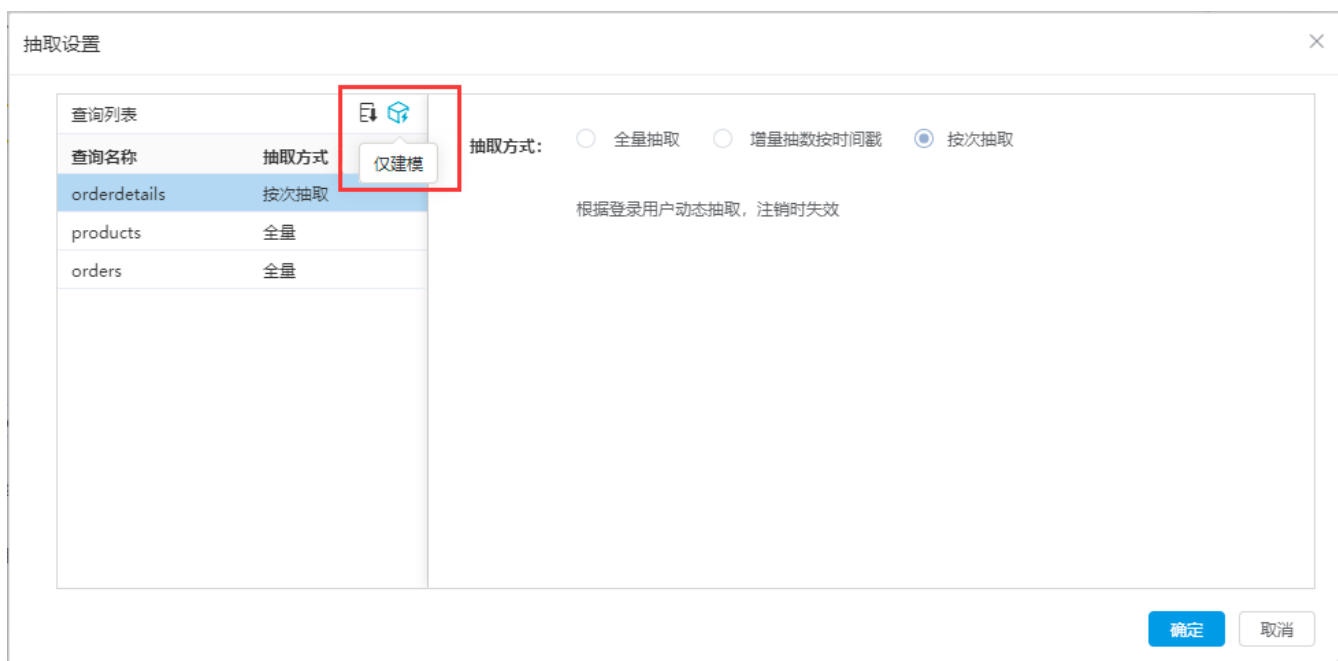 抽取设置
查询列表
查询名称 抽取方式
仅建模
orderdetails 按次抽取
products 全量
orders 全量
抽取方式: 全量抽取 增量抽数按时间戳 按次抽取
根据登录用户动态抽取，注销时失效
确定 取消